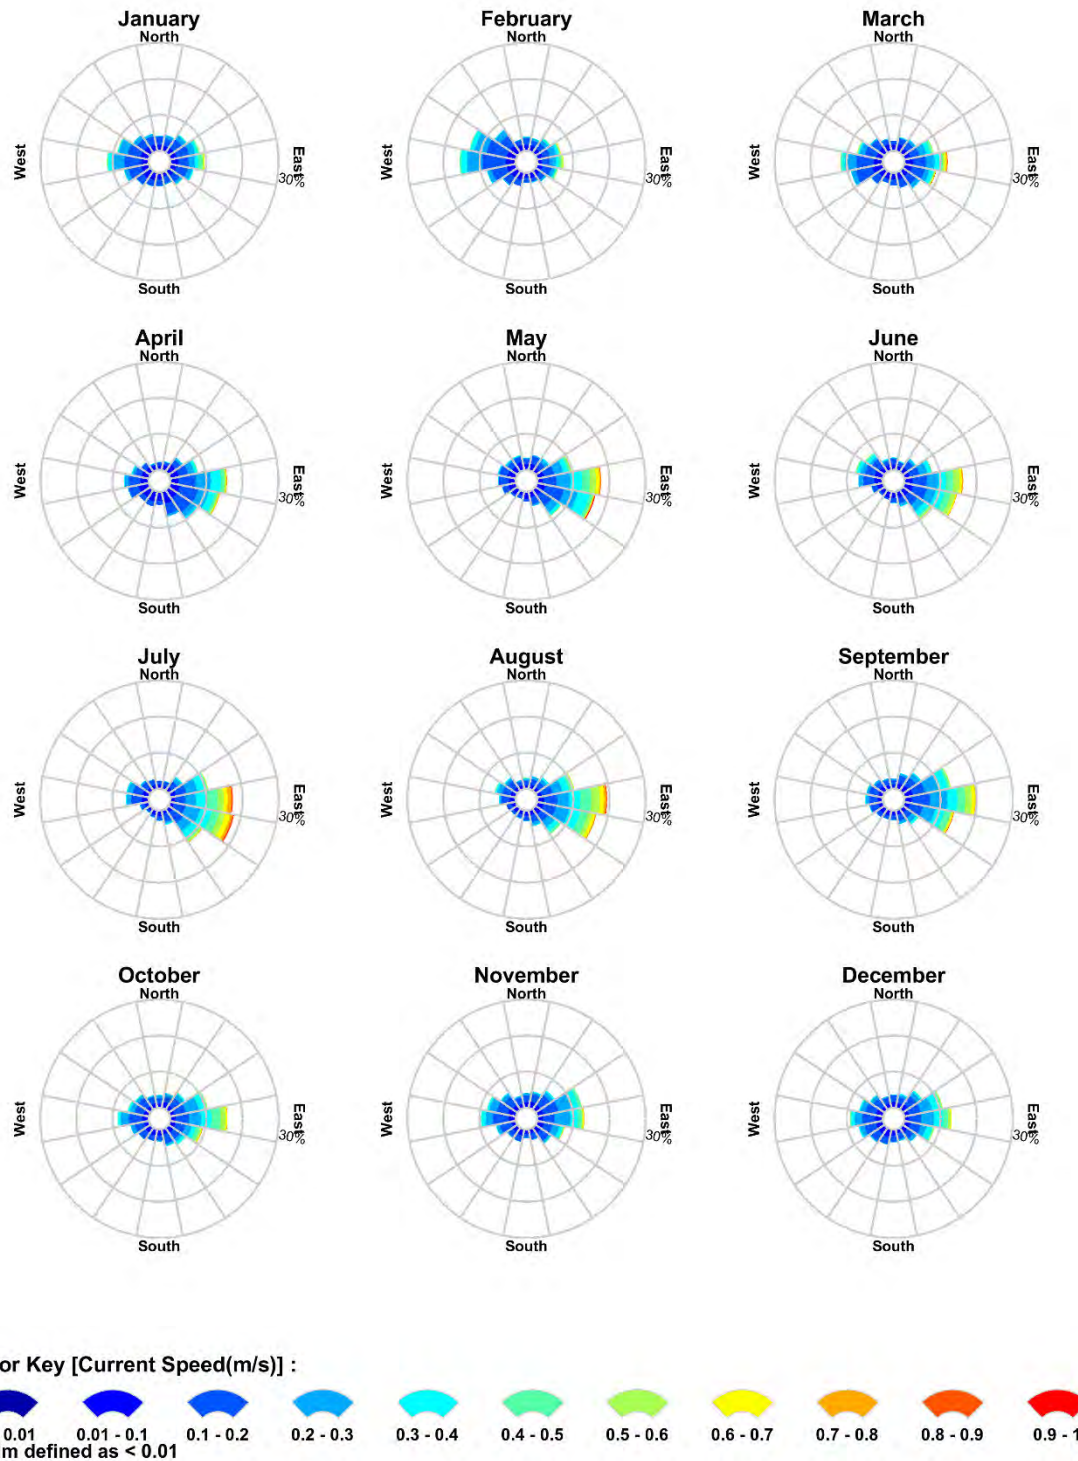 January February March
North North North
West East 30% West East 30% West East 30%
South South South
April May June
North North North
West East 30% West East 30% West East 30%
South South South
July August September
North North North
West East 30% West East 30% West East 30%
South South South
October November December
North North North
West East 30% West East 30% West East 30%
South South South
or Key [Current Speed(m/s)] :
0.01 0.01 - 0.1 0.1 - 0.2 0.2 - 0.3 0.3 - 0.4 0.4 - 0.5 0.5 - 0.6 0.6 - 0.7 0.7 - 0.8 0.8 - 0.9 0.9 - 1
m defined as < 0.01